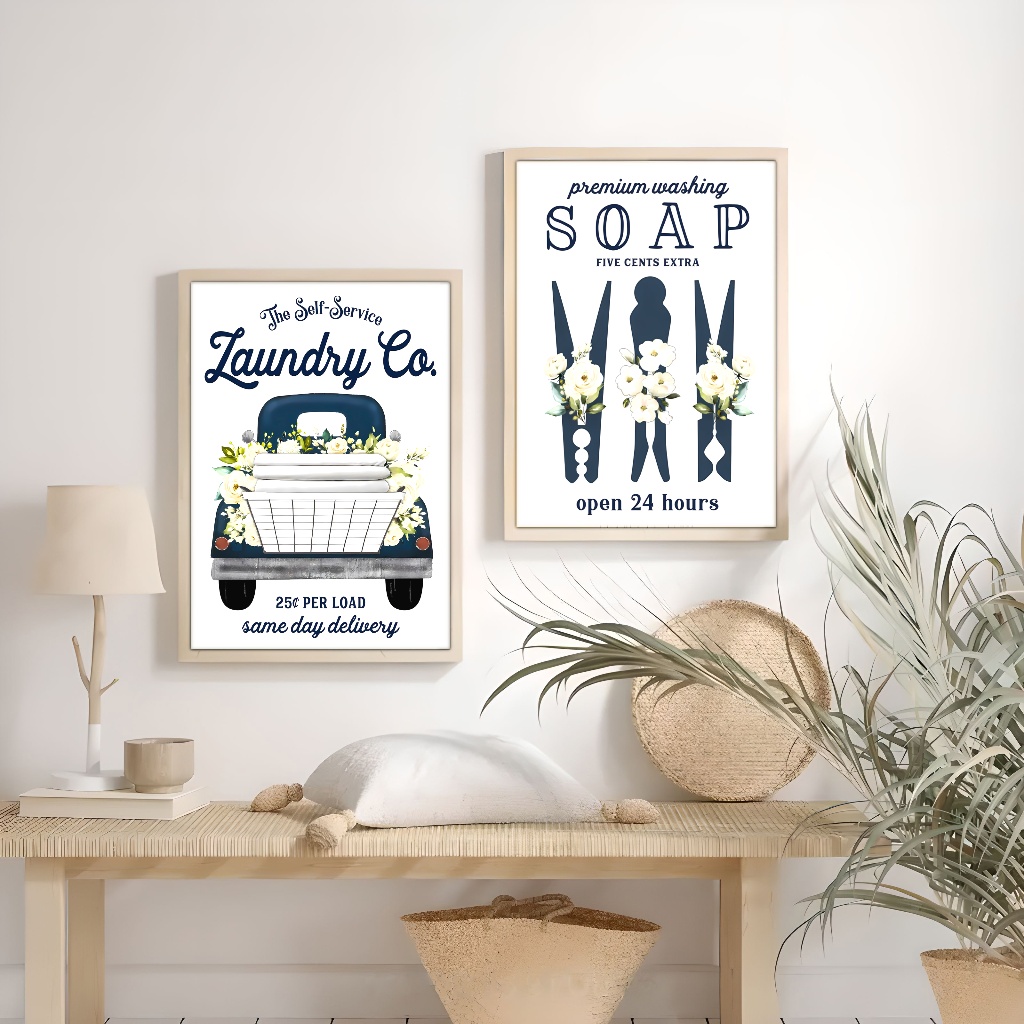 The Self-Service
Laundry Co.
25¢ PER LOAD
same day delivery
premium washing
SOAP
FIVE CENTS EXTRA
open 24 hours